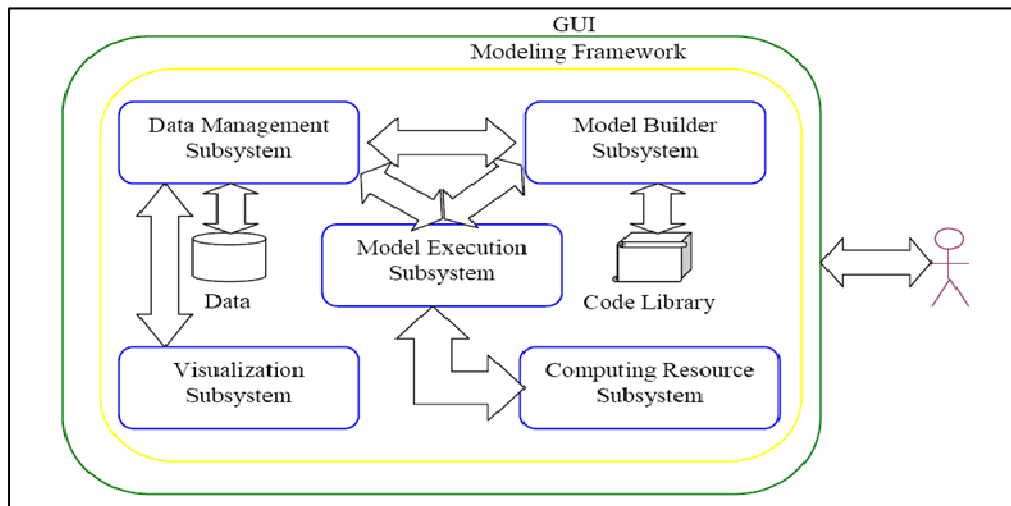 GUI
Modeling Framework
Data Management
Subsystem
Model Builder
Subsystem
Model Execution
Subsystem
Data
Code Library
Visualization
Subsystem
Computing Resource
Subsystem